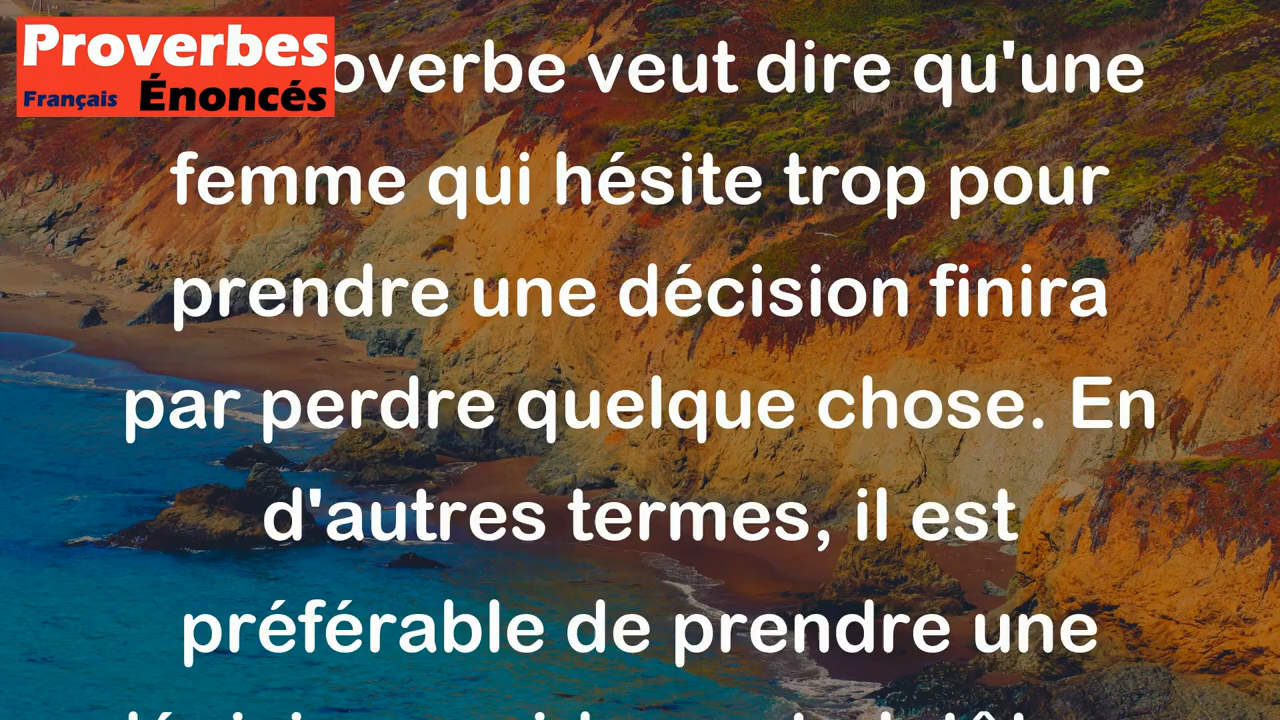 Proverbes
Français Énoncés
overbe veut dire qu'une
femme qui hésite trop pour
prendre une décision finira
par perdre quelque chose. En
d'autres termes, il est
préférable de prendre une